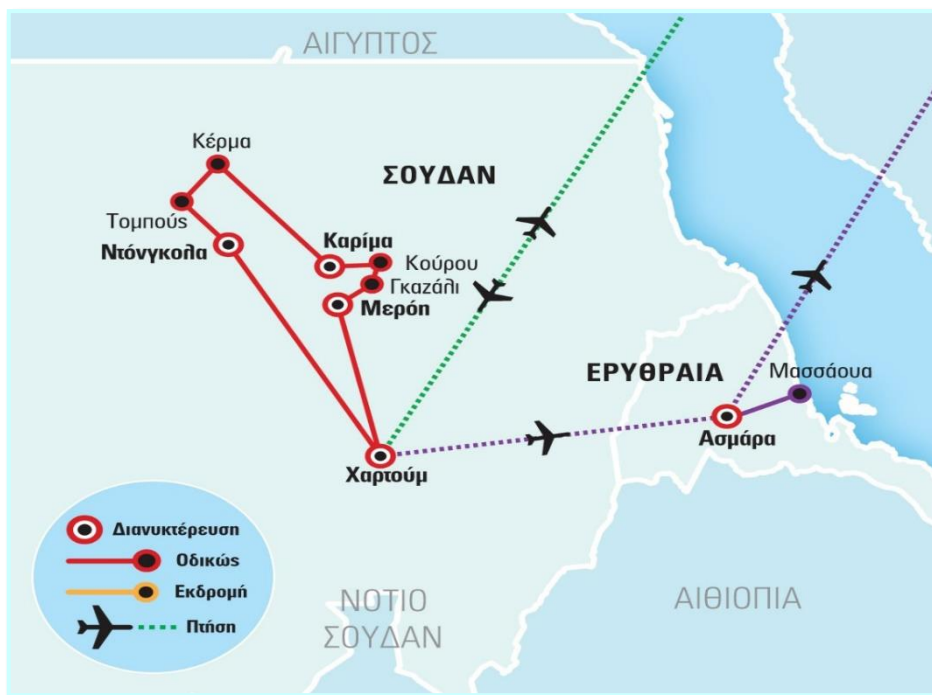 ΑΙΓΥΠΤΟΣ
Κέρμα
ΣΟΥΔΑΝ
Τομπούς
Ντόνγκολα
Καρίμα
Κούρου
Γκαζάλι
Μερόη
ΕΡΥΘΡΑΙΑ
Μασσάουα
Ασμάρα
Χαρτούμ
Διανυκτέρευση
Οδικώς
Εκδρομή
Πτήση
ΝΟΤΙΟ
ΣΟΥΔΑΝ
ΑΙΘΙΟΠΙΑ